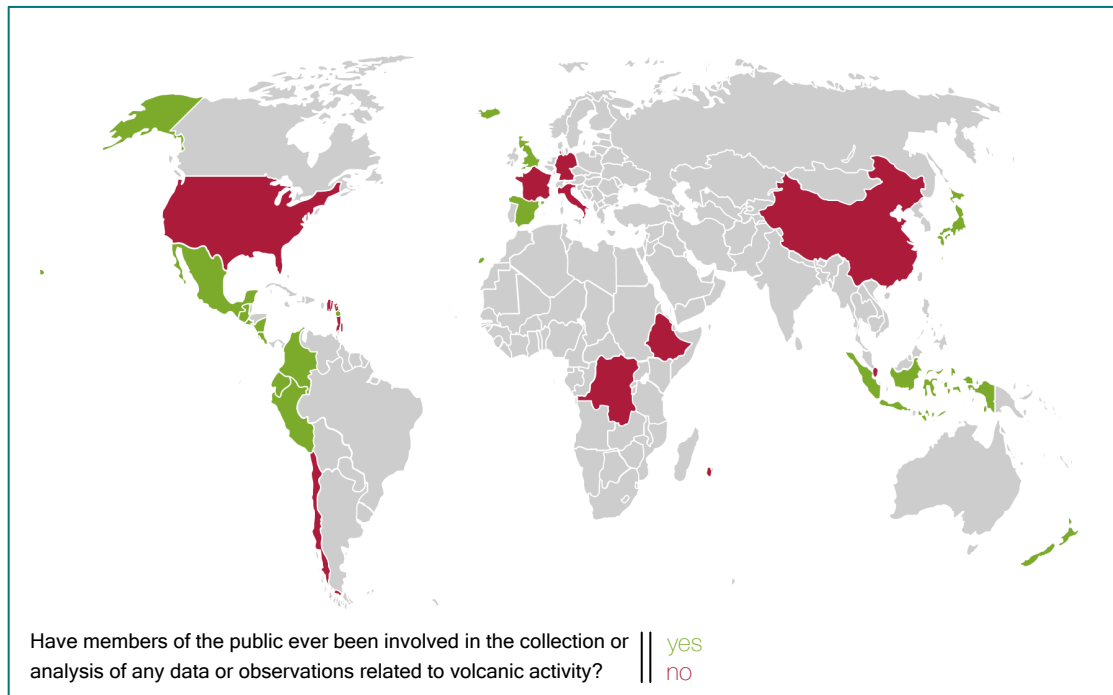 Have members of the public ever been involved in the collection or
analysis of any data or observations related to volcanic activity?
yes
no